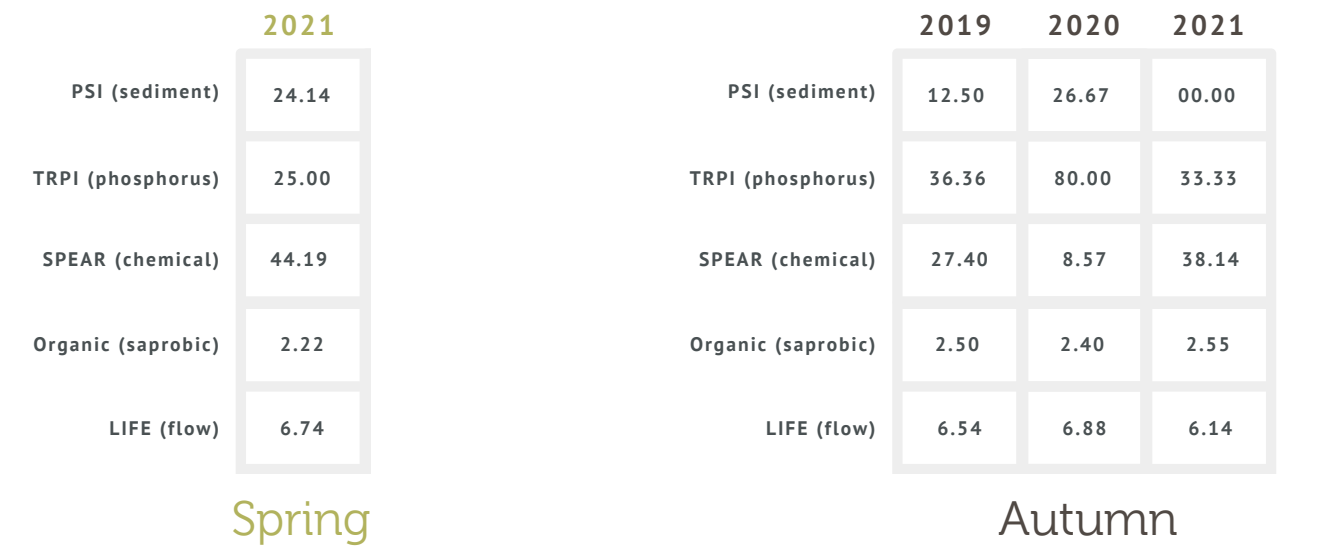 2021
PSI (sediment) 24.14
TRPI (phosphorus) 25.00
SPEAR (chemical) 44.19
Organic (saprobic) 2.22
LIFE (flow) 6.74
Spring
2019 2020 2021
PSI (sediment) 12.50 26.67 00.00
TRPI (phosphorus) 36.36 80.00 33.33
SPEAR (chemical) 27.40 8.57 38.14
Organic (saprobic) 2.50 2.40 2.55
LIFE (flow) 6.54 6.88 6.14
Autumn